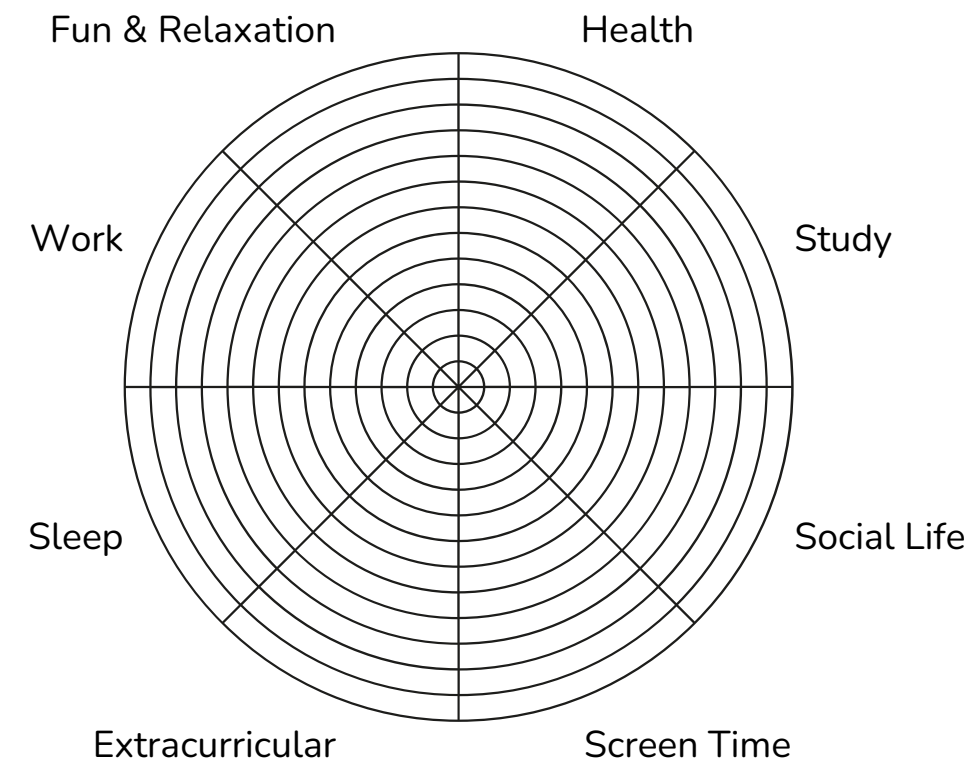 Fun & Relaxation
Health
Work
Study
Sleep
Social Life
Extracurricular
Screen Time